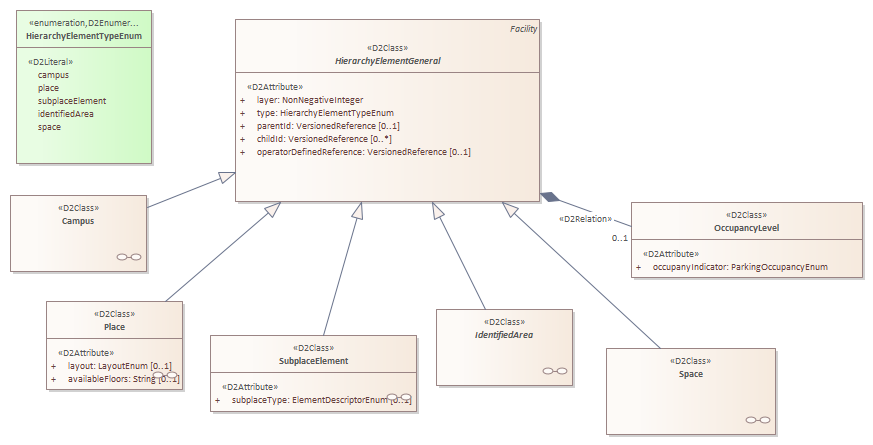 «enumeration,D2Enumer...
HierarchyElementTypeEnum
«D2Literal»
campus
place
subplaceElement
identifiedArea
space
Facility
«D2Class»
HierarchyElementGeneral
«D2Attribute»
+ layer: NonNegativeInteger
+ type: HierarchyElementTypeEnum
+ parentId: VersionedReference [0..1]
+ childId: VersionedReference [0..*]
+ operatorDefinedReference: VersionedReference [0..1]
«D2Class»
Campus
«D2Relation»
0..1
«D2Class»
OccupancyLevel
«D2Attribute»
+ occupanyIndicator: ParkingOccupancyEnum
«D2Class»
Place
«D2Attribute»
+ layout: LayoutEnum [0..1]
+ availableFloors: String [0..1]
«D2Class»
SubplaceElement
«D2Attribute»
+ subplaceType: ElementDescriptorEnum [0..1]
«D2Class»
IdentifiedArea
«D2Class»
Space